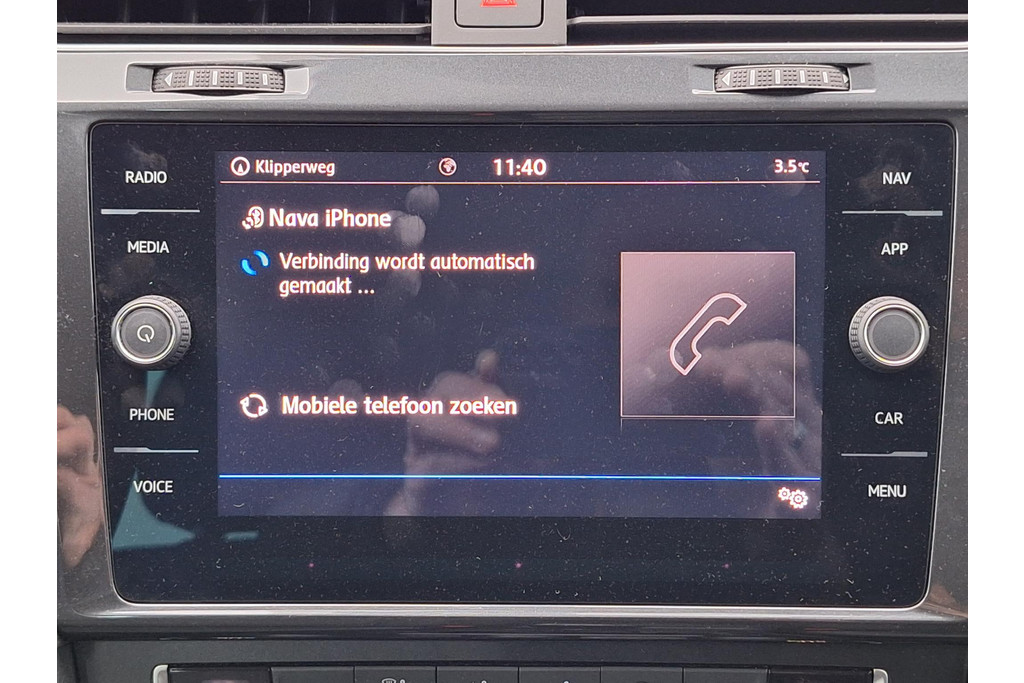 RADIO
MEDIA
PHONE
VOICE
Klipperweg 11:40 3.5°C
Nava iPhone
Verbinding wordt automatisch
gemaakt ...
Mobiele telefoon zoeken
NAV
APP
CAR
MENU